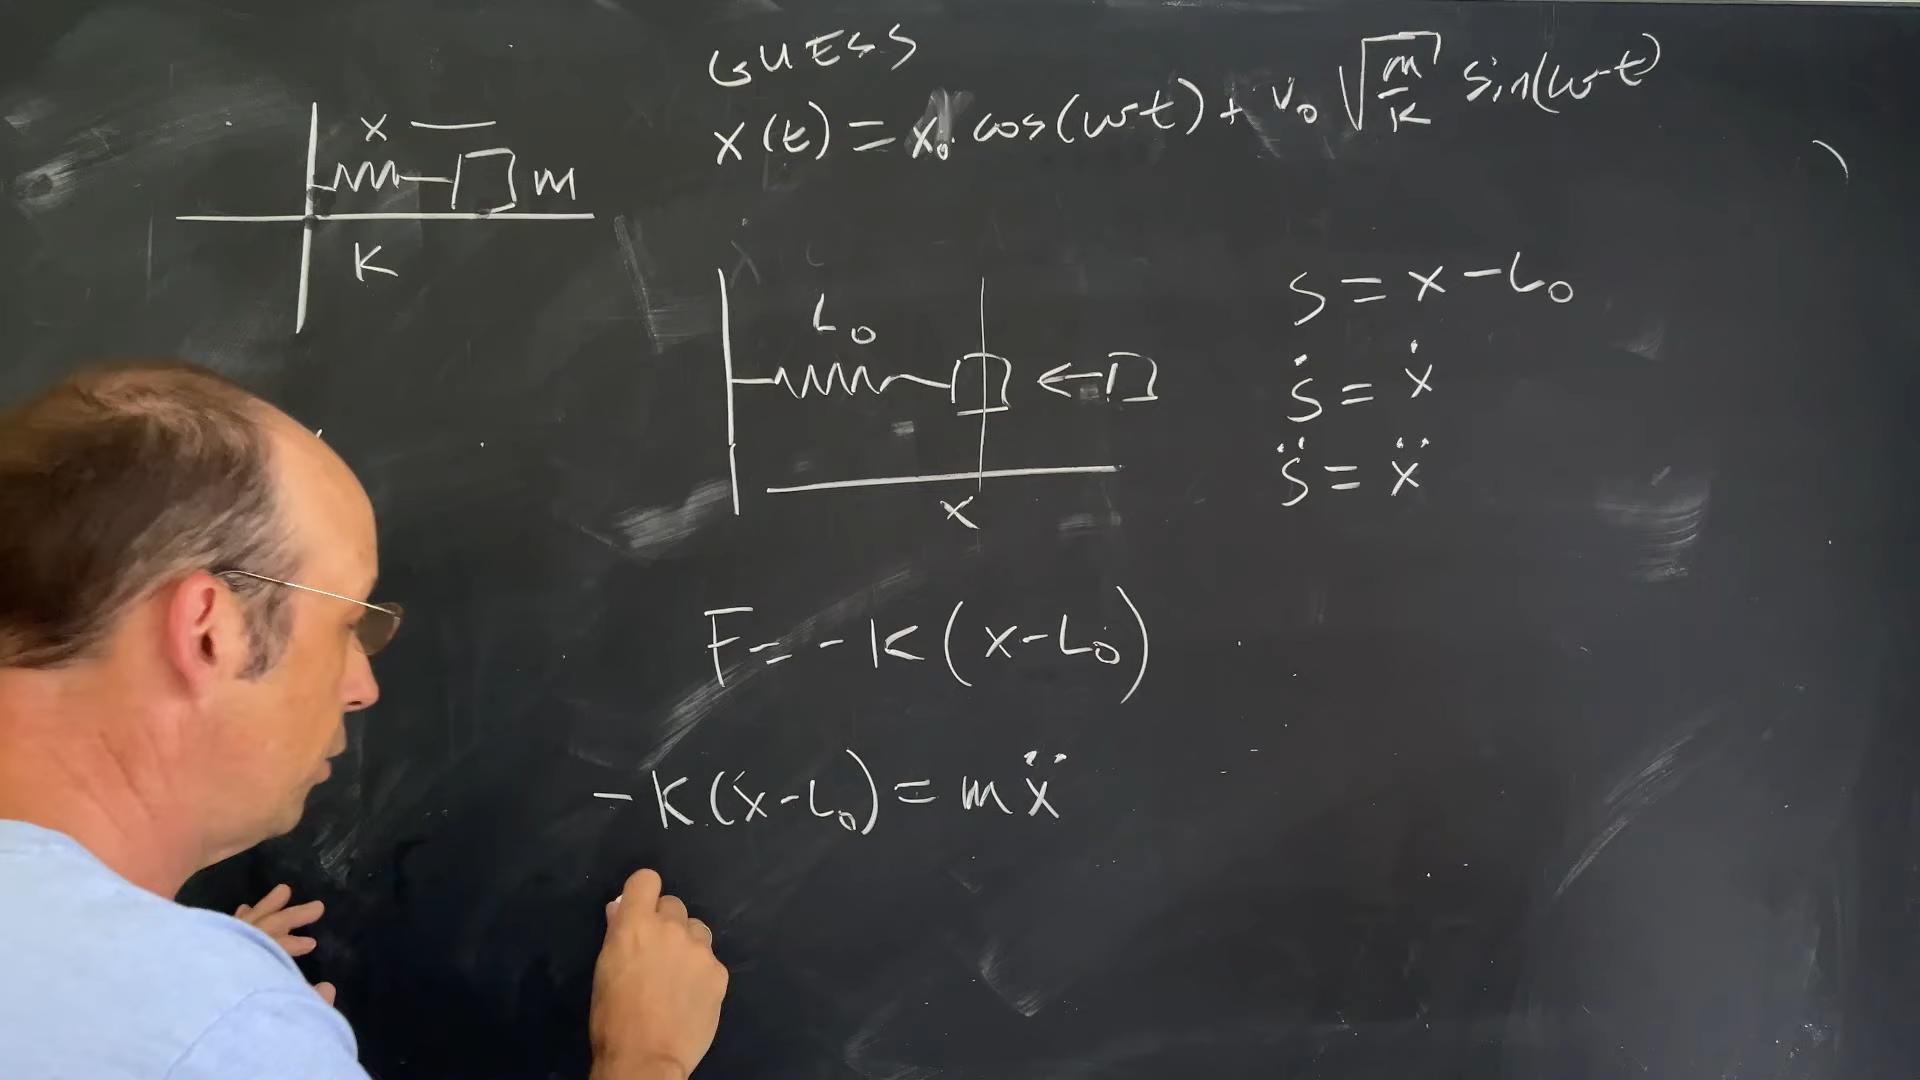 GUESS
x(t) = x₀ cos(ωt) + v₀ √(m/k) sin(ωt)
x
m
K
L₀
x
s = x - L₀
ṡ = ẋ
s̈ = ẍ
F = - K(x - L₀)
- K(x - L₀) = mẍ